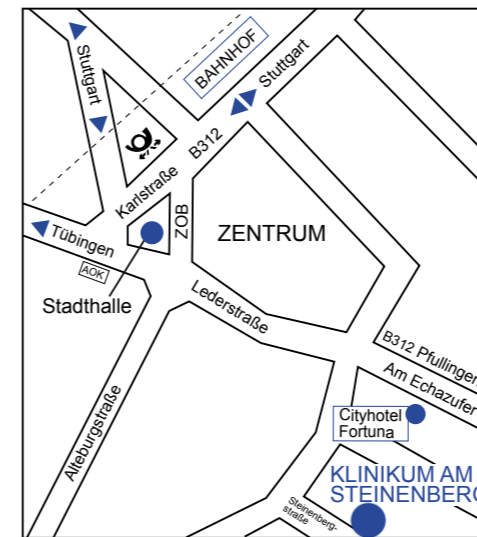 Stuttgart
BAHNHOF
Stuttgart
B312
Karlstraße
ZOB
ZENTRUM
Tübingen
AOK
Stadthalle
Lederstraße
B312 Pfullingen
Am Echazufer
Alteburgstraße
Cityhotel
Fortuna
KLINIKUM AM
STEINENBERG
Steinenberg-
straße